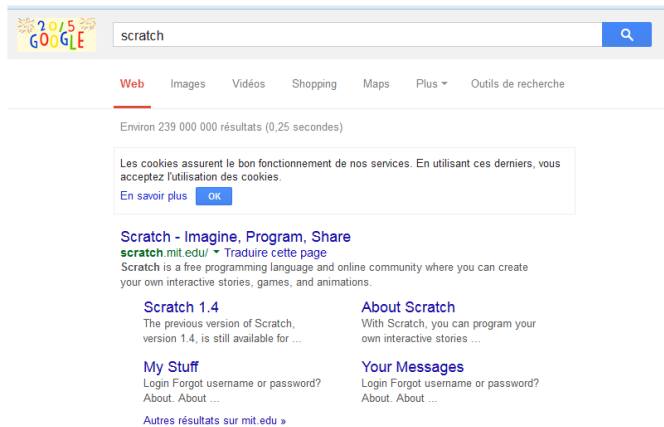 20/5
GOOGLE
scratch
Web Images Vidéos Shopping Maps Plus Outils de recherche
Environ 239 000 000 résultats (0,25 secondes)
Les cookies assurent le bon fonctionnement de nos services. En utilisant ces derniers, vous
acceptez l'utilisation des cookies.
En savoir plus OK
Scratch - Imagine, Program, Share
scratch.mit.edu/ Traduire cette page
Scratch is a free programming language and online community where you can create
your own interactive stories, games, and animations.
Scratch 1.4
The previous version of Scratch,
version 1.4, is still available for ...
About Scratch
With Scratch, you can program your
own interactive stories ...
My Stuff
Login Forgot username or password?
About. About ...
Your Messages
Login Forgot username or password?
About. About ...
Autres résultats sur mit.edu »